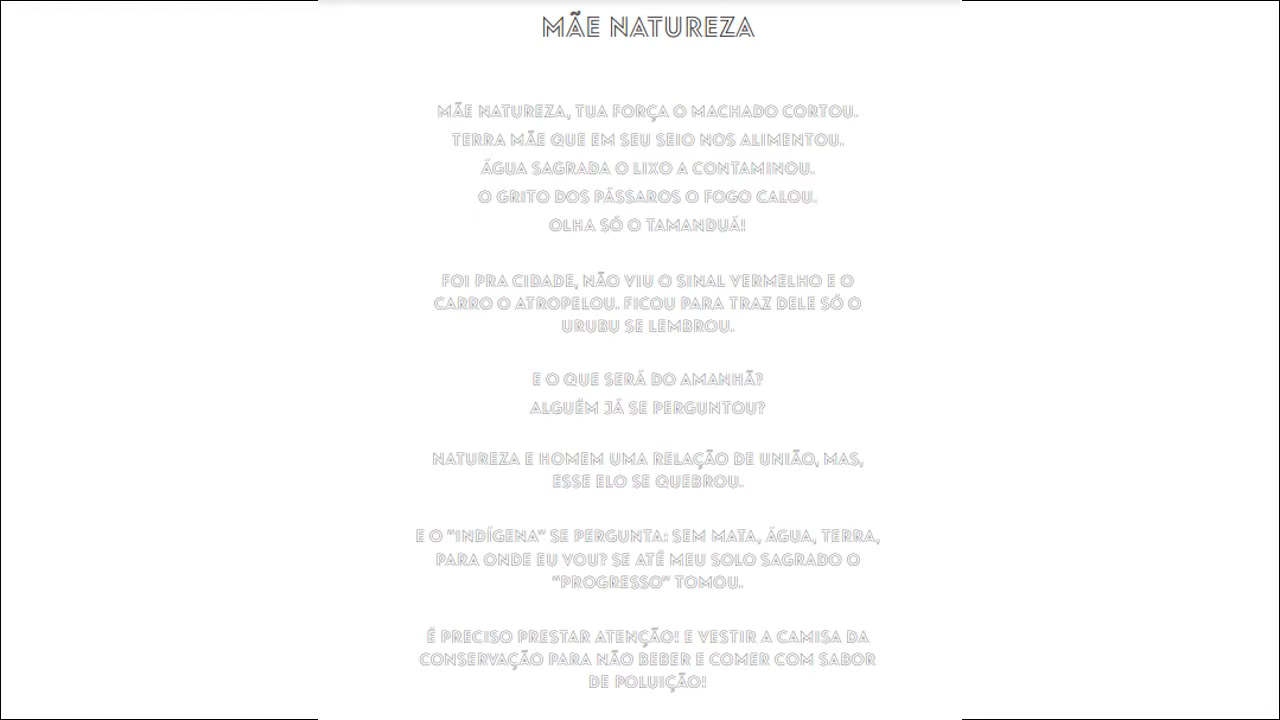 MÃE NATUREZA
MÃE NATUREZA, TUA FORÇA O MACHADO CORTOU.
TERRA MÃE QUE EM SEU SEIO NOS ALIMENTOU.
ÁGUA SAGRADA O LIXO A CONTAMINOU.
O GRITO DOS PÁSSAROS O FOGO CALOU.
OLHA SÓ O TAMANDUÁ!
FOI PRA CIDADE, NÃO VIU O SINAL VERMELHO E O
CARRO O ATROPELOU. FICOU PARA TRAZ DELE SÓ O
URUBU SE LEMBROU.
E O QUE SERÁ DO AMANHÃ?
ALGUÉM JÁ SE PERGUNTOU?
NATUREZA E HOMEM UMA RELAÇÃO DE UNIÃO, MAS,
ESSE ELO SE QUEBROU.
E O "INDÍGENA" SE PERGUNTA: SEM MATA, ÁGUA, TERRA,
PARA ONDE EU VOU? SE ATÉ MEU SOLO SAGRADO O
"PROGRESSO" TOMOU.
É PRECISO PRESTAR ATENÇÃO! E VESTIR A CAMISA DA
CONSERVAÇÃO PARA NÃO BEBER E COMER COM SABOR
DE POLUIÇÃO!